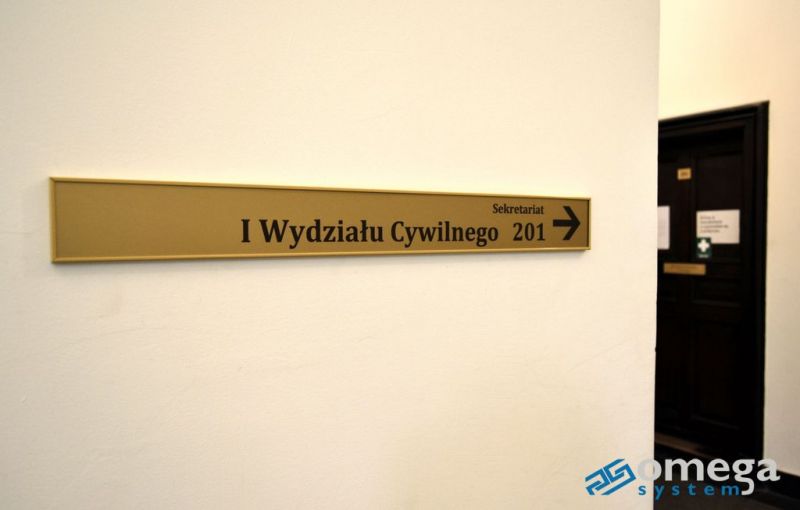 Sekretariat
I Wydziału Cywilnego 201
omega
system